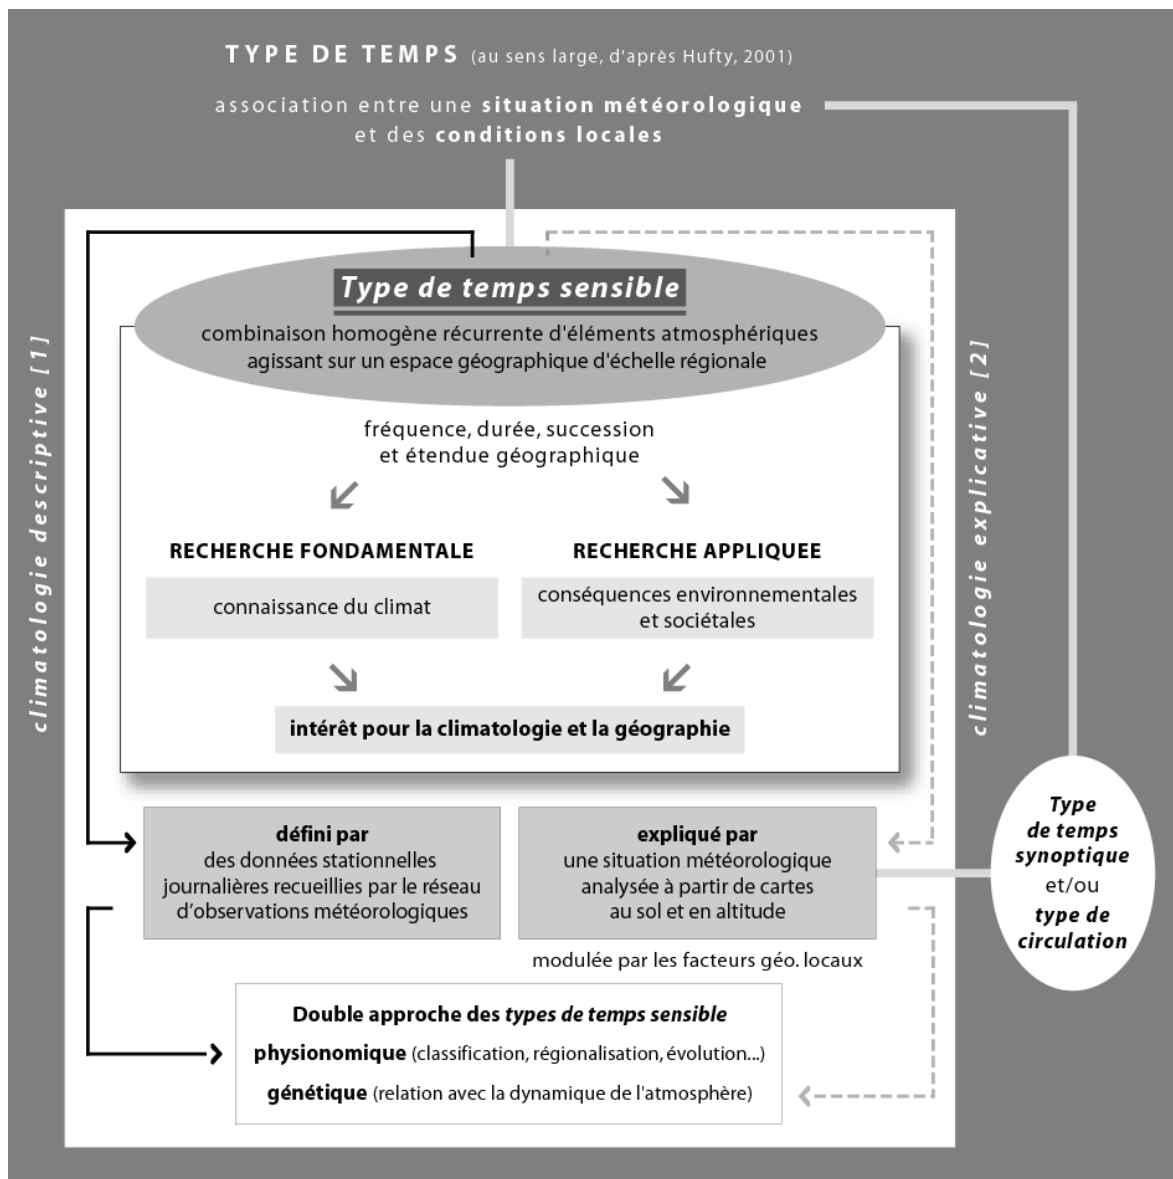 TYPE DE TEMPS (au sens large, d'après Hufty, 2001)
association entre une situation météorologique
et des conditions locales
climatologie descriptive [1]
climatologie explicative [2]
Type de temps sensible
combinaison homogène récurrente d'éléments atmosphériques
agissant sur un espace géographique d'échelle régionale
fréquence, durée, succession
et étendue géographique
RECHERCHE FONDAMENTALE
connaissance du climat
RECHERCHE APPLIQUEE
conséquences environnementales
et sociétales
intérêt pour la climatologie et la géographie
défini par
des données stationnelles
journalières recueillies par le réseau
d'observations météorologiques
expliqué par
une situation météorologique
analysée à partir de cartes
au sol et en altitude
modulée par les facteurs géo. locaux
Type
de temps
synoptique
et/ou
type de
circulation
Double approche des types de temps sensible
physionomique (classification, régionalisation, évolution...)
génétique (relation avec la dynamique de l'atmosphère)